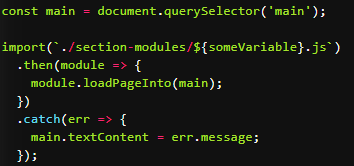 const main = document.querySelector('main');
import(`./section-modules/${someVariable}.js`)
.then(module => {
module.loadPageInto(main);
})
.catch(err => {
main.textContent = err.message;
});